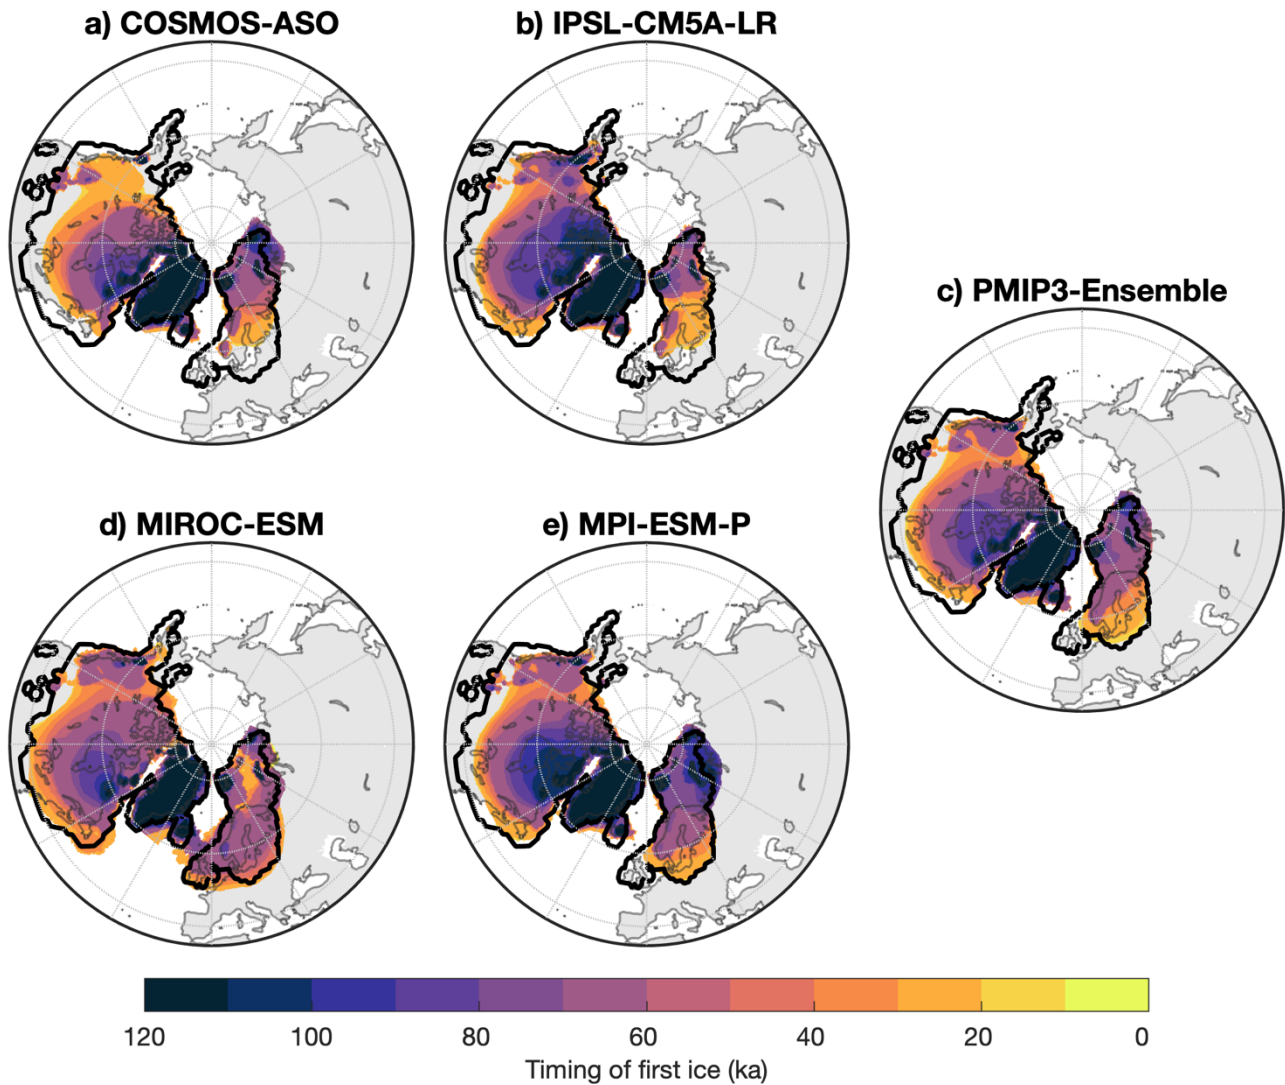 a) COSMOS-ASO
b) IPSL-CM5A-LR
c) PMIP3-Ensemble
d) MIROC-ESM
e) MPI-ESM-P
120 100 80 60 40 20 0
Timing of first ice (ka)